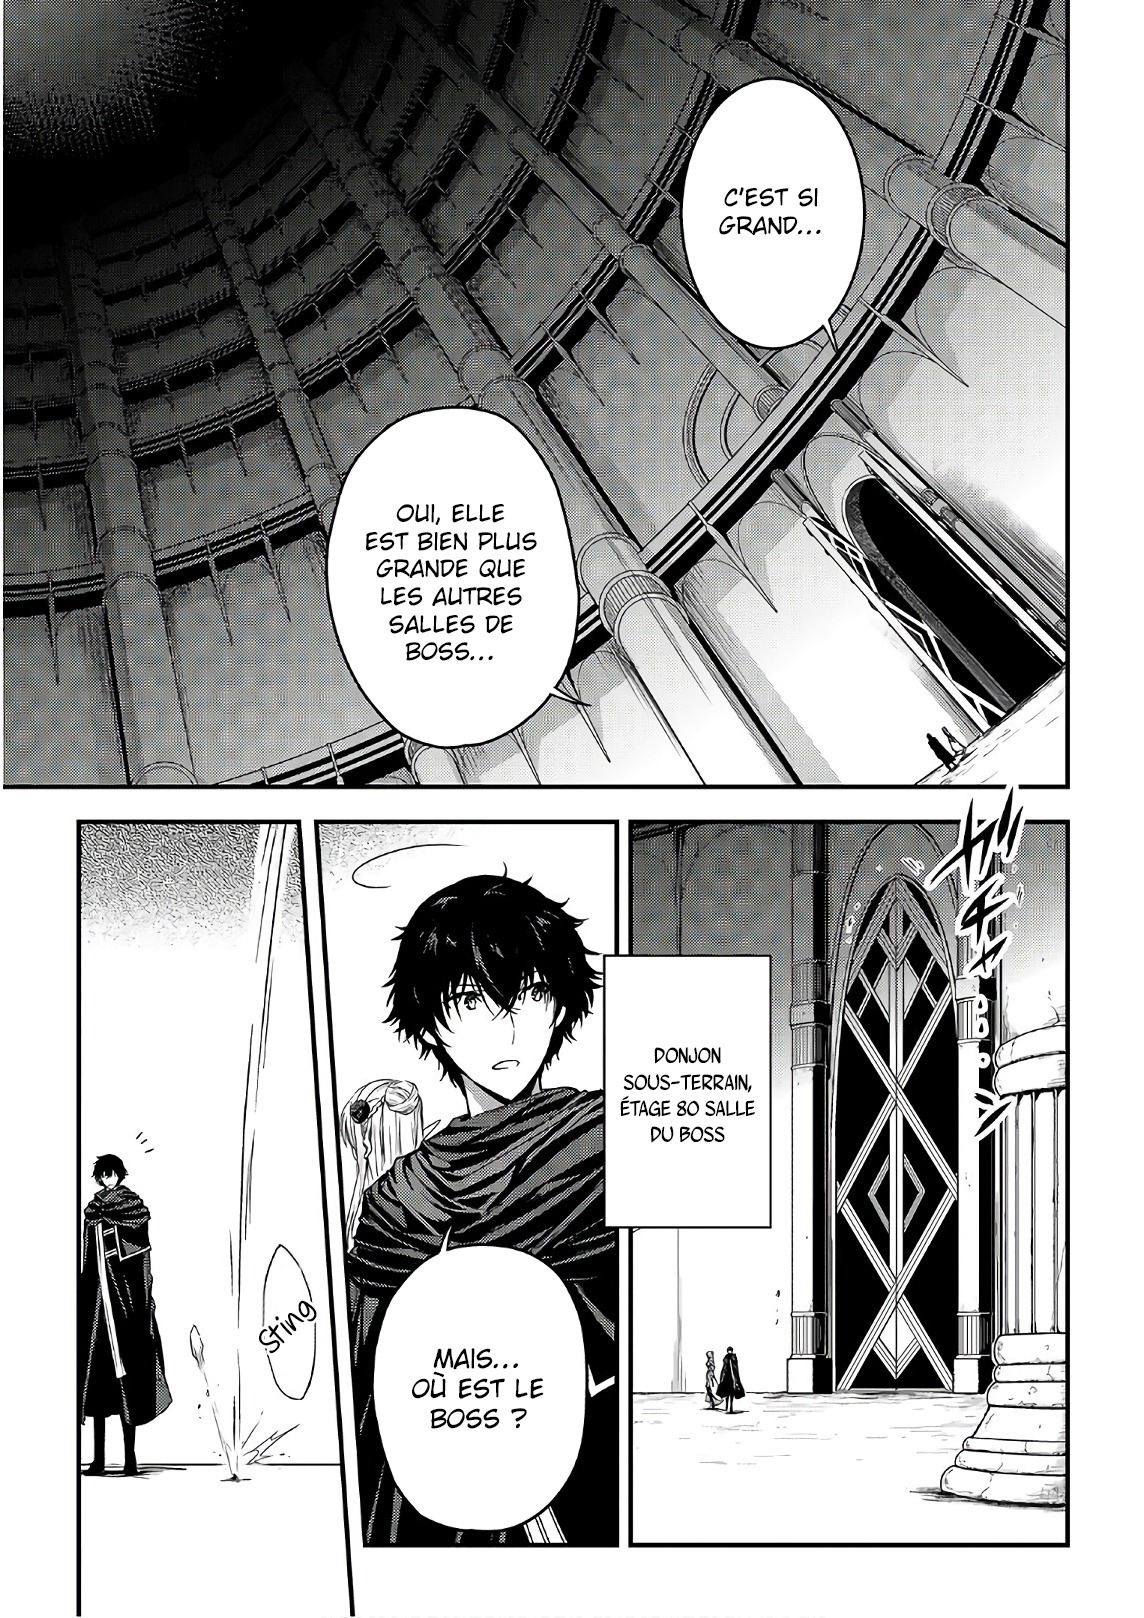 C'EST SI
GRAND...
OUI, ELLE
EST BIEN PLUS
GRANDE QUE
LES AUTRES
SALLES DE
BOSS...
DONJON
SOUS-TERRAIN,
ÉTAGE 80 SALLE
DU BOSS
MAIS...
OÙ EST LE
BOSS ?
Sting